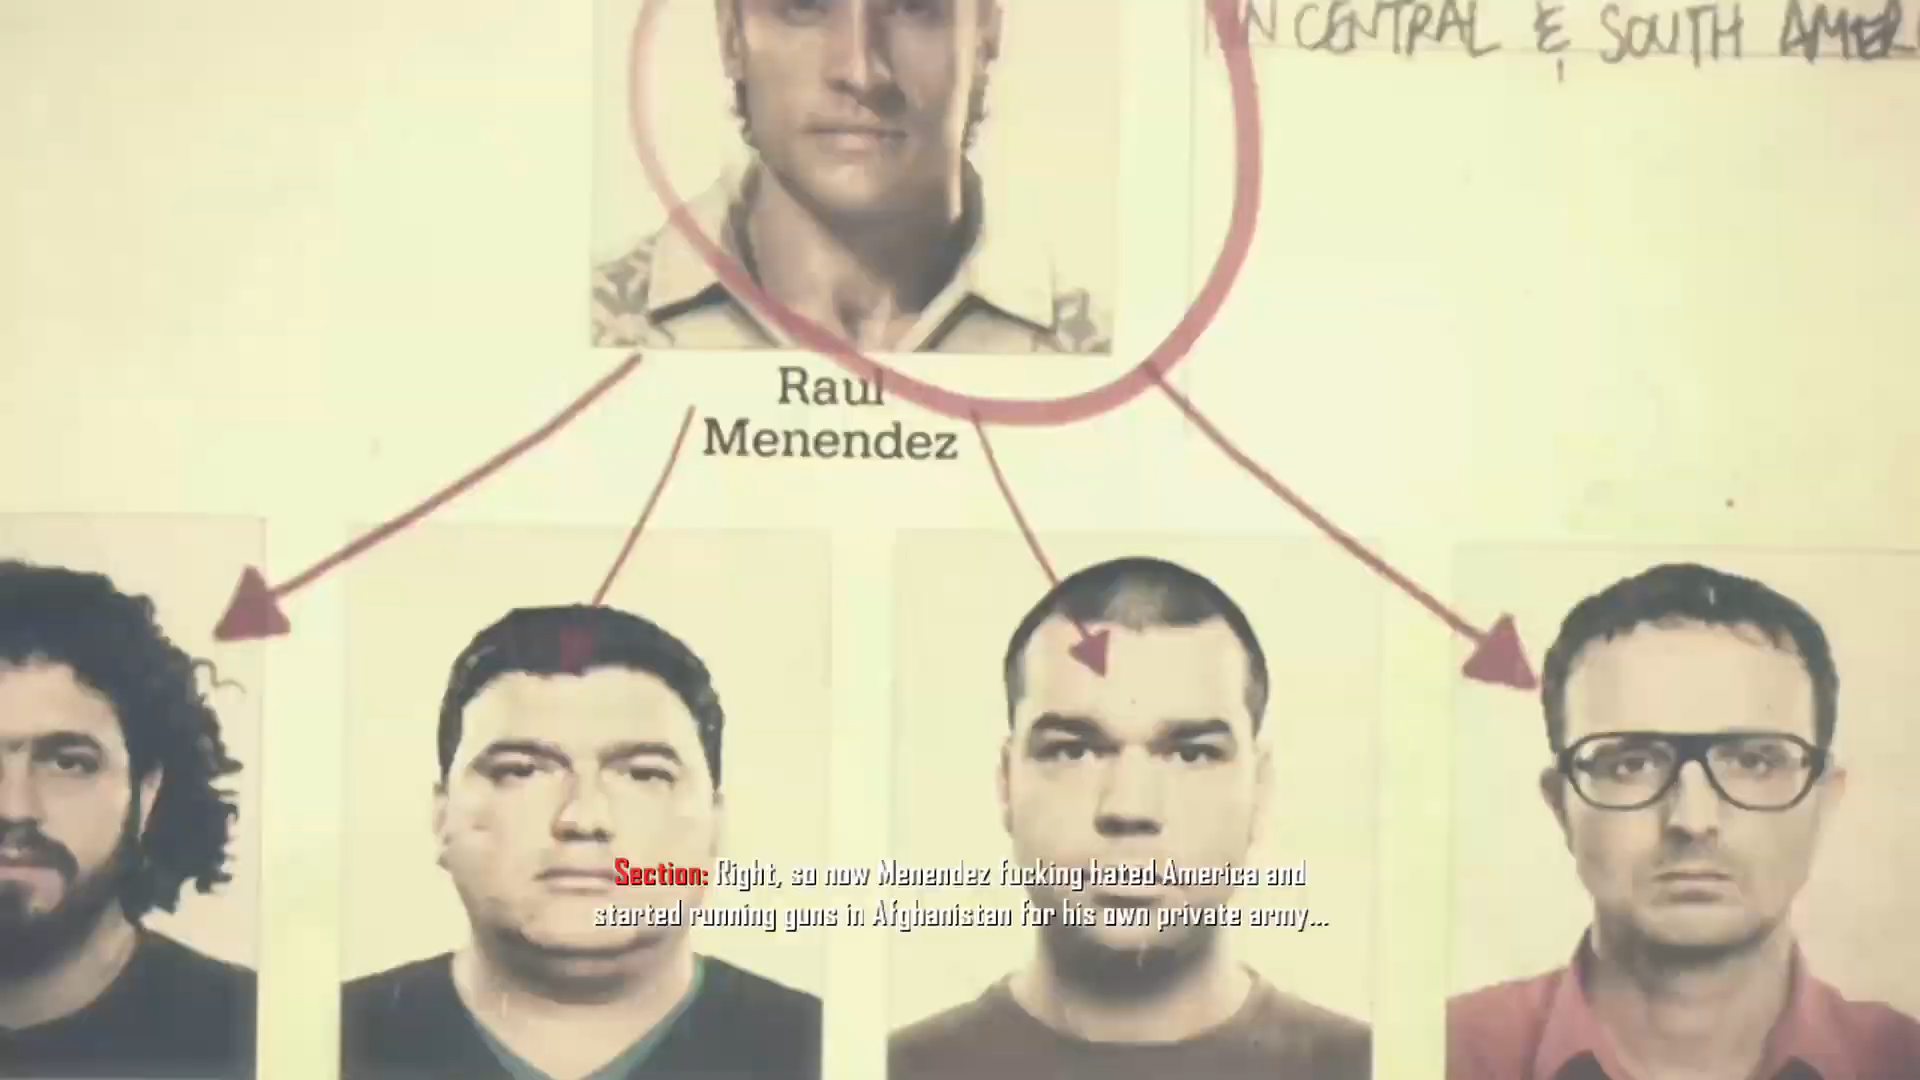 N CENTRAL & SOUTH AMER
Raul
Menendez
Section: Right, so now Menendez fucking hated America and
started running guns in Afghanistan for his own private army...